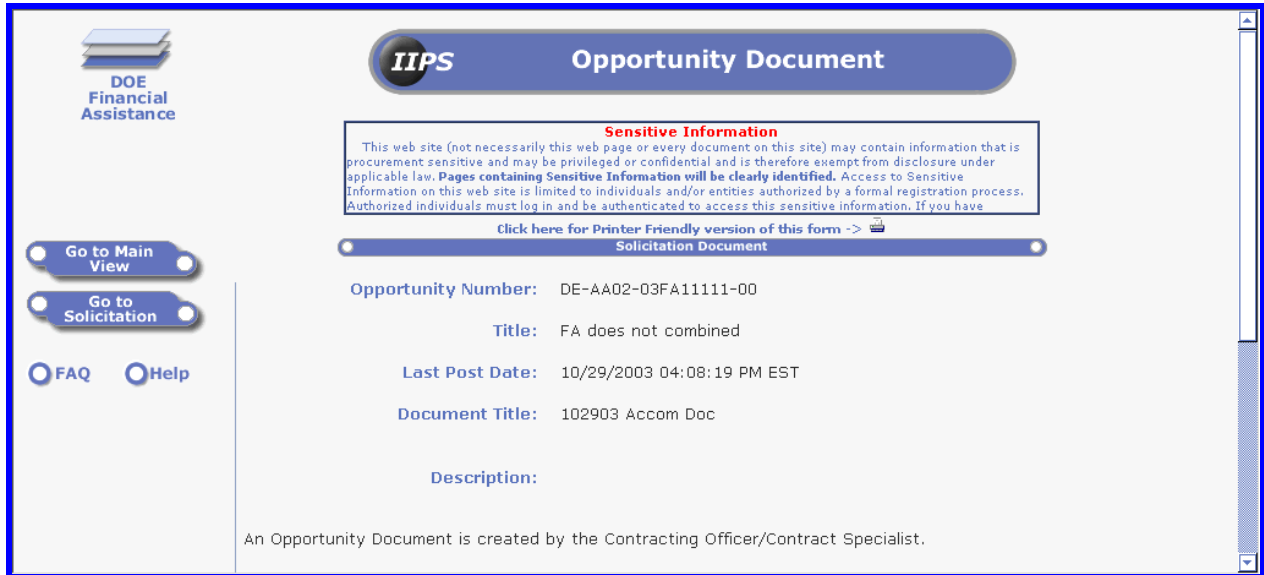 DOE
Financial
Assistance
IIPS
Opportunity Document
Sensitive Information
This web site (not necessarily this web page or every document on this site) may contain information that is
procurement sensitive and may be privileged or confidential and is therefore exempt from disclosure under
applicable law. Pages containing Sensitive Information will be clearly identified. Access to Sensitive
Information on this web site is limited to individuals and/or entities authorized by a formal registration process.
Authorized individuals must log in and be authenticated to access this sensitive information. If you have
Click here for Printer Friendly version of this form ->
Solicitation Document
Go to Main
View
Go to
Solicitation
FAQ Help
Opportunity Number: DE-AA02-03FA11111-00
Title: FA does not combined
Last Post Date: 10/29/2003 04:08:19 PM EST
Document Title: 102903 Accom Doc
Description:
An Opportunity Document is created by the Contracting Officer/Contract Specialist.